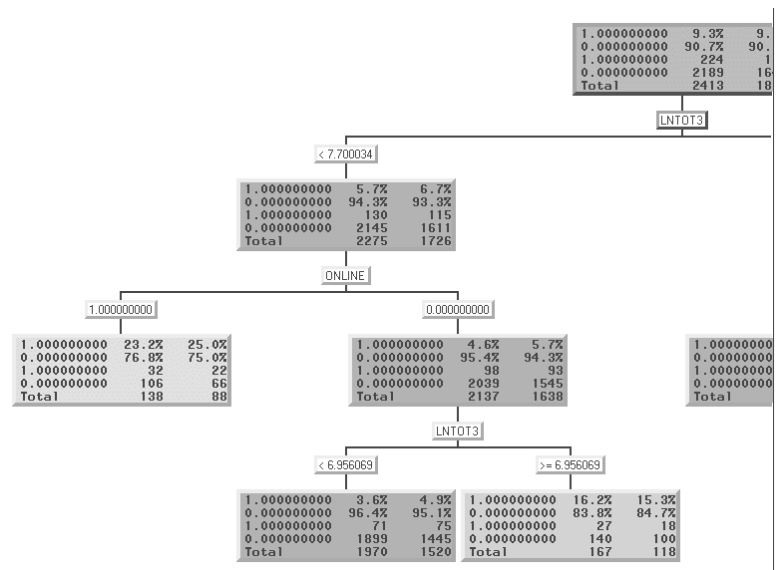 1.000000000 9.3% 9.
0.000000000 90.7% 90.
1.000000000 224 1
0.000000000 2189 16
Total 2413 18
LNTOT3
< 7.700034
1.000000000 5.7% 6.7%
0.000000000 94.3% 93.3%
1.000000000 130 115
0.000000000 2145 1611
Total 2275 1726
ONLINE
1.000000000
0.000000000
1.000000000 23.2% 25.0%
0.000000000 76.8% 75.0%
1.000000000 32 22
0.000000000 106 66
Total 138 88
1.000000000 4.6% 5.7%
0.000000000 95.4% 94.3%
1.000000000 98 93
0.000000000 2039 1545
Total 2137 1638
1.00000000
0.00000000
1.00000000
0.00000000
Total
LNTOT3
< 6.956069
>= 6.956069
1.000000000 3.6% 4.9%
0.000000000 96.4% 95.1%
1.000000000 71 75
0.000000000 1899 1445
Total 1970 1520
1.000000000 16.2% 15.3%
0.000000000 83.8% 84.7%
1.000000000 27 18
0.000000000 140 100
Total 167 118